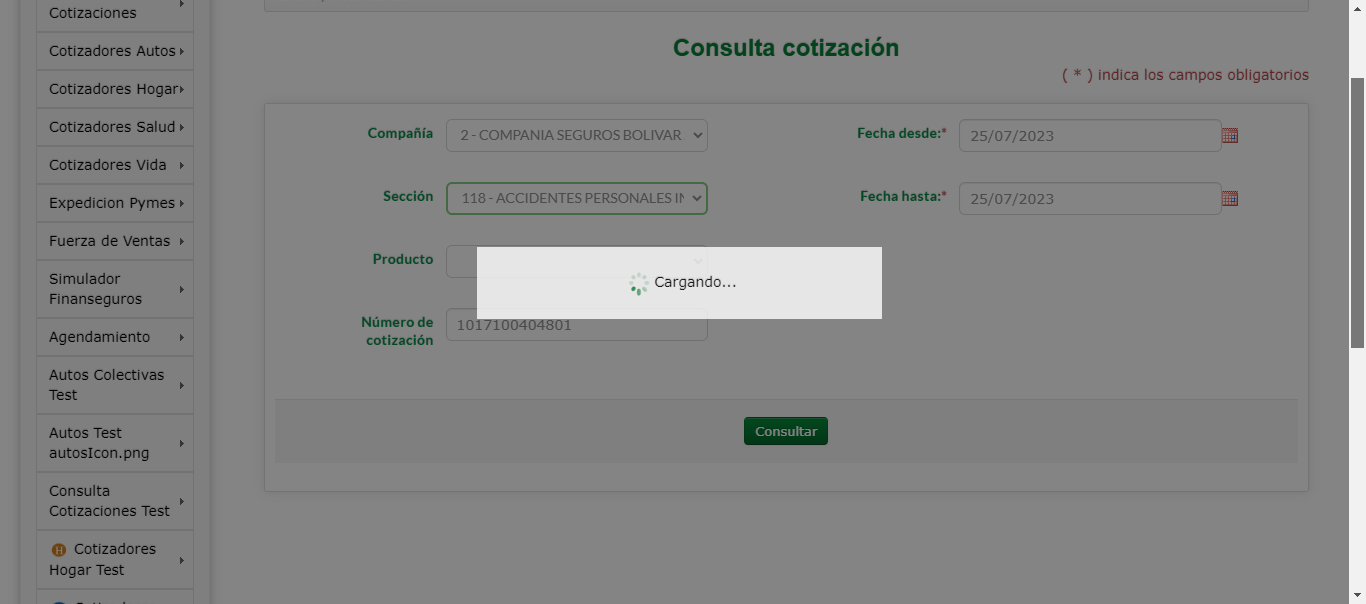 Cotizaciones
Cotizadores Autos
Cotizadores Hogar
Cotizadores Salud
Cotizadores Vida
Expedicion Pymes
Fuerza de Ventas
Simulador
Finanseguros
Agendamiento
Autos Colectivas
Test
Autos Test
autosIcon.png
Consulta
Cotizaciones Test
H Cotizadores
Hogar Test
Consulta cotización
( * ) indica los campos obligatorios
Compañía 2 - COMPANIA SEGUROS BOLIVAR
Fecha desde:* 25/07/2023
Sección 118 - ACCIDENTES PERSONALES IN
Fecha hasta:* 25/07/2023
Producto
Cargando...
Número de
cotización
1017100404801
Consultar